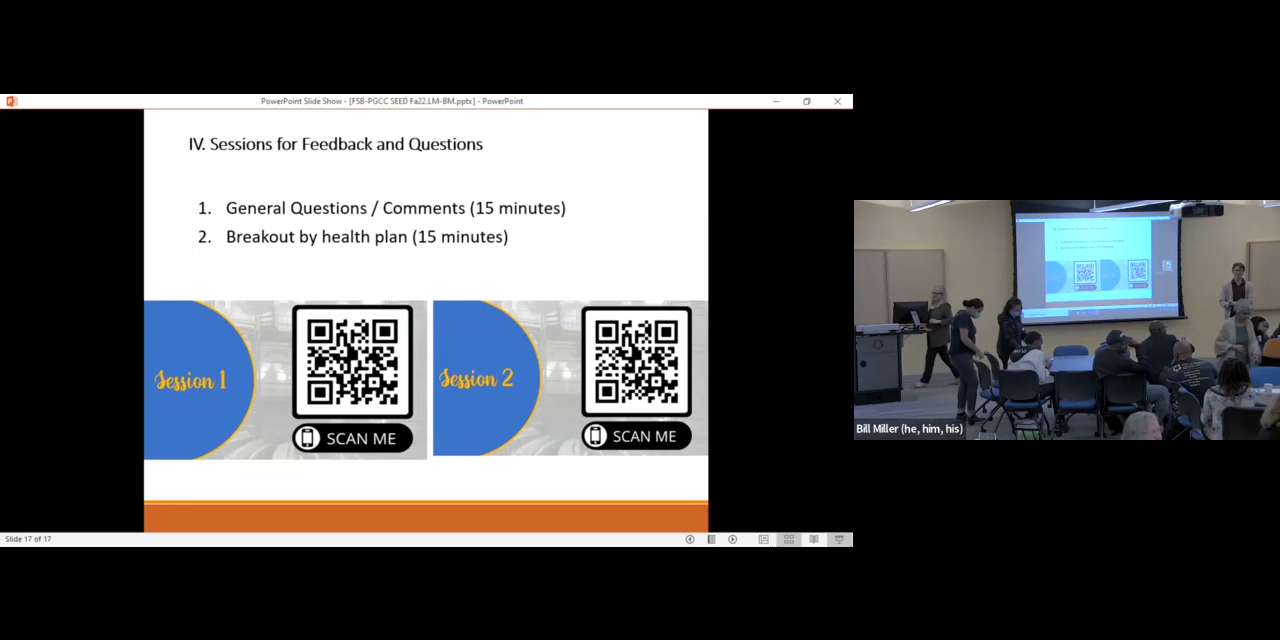 PowerPoint Slide Show - [FSB-PGCC SEED Fa22.LM-BM.pptx] - PowerPoint
IV. Sessions for Feedback and Questions
1. General Questions / Comments (15 minutes)
2. Breakout by health plan (15 minutes)
Session 1
SCAN ME
Session 2
SCAN ME
Slide 17 of 17
Bill Miller (he, him, his)